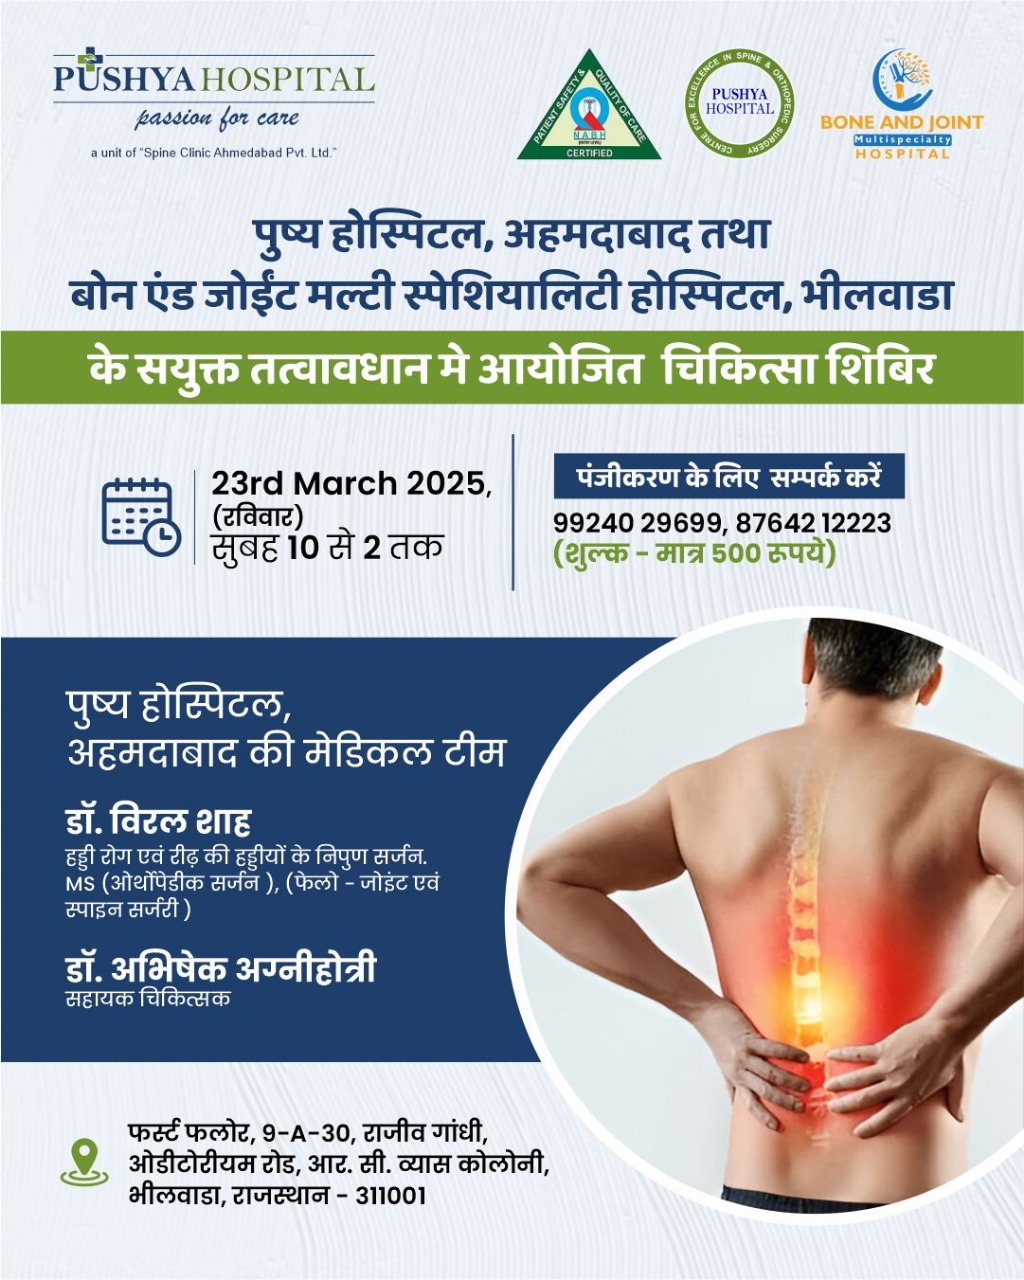 PUSHYA HOSPITAL
passion for care
a unit of "Spine Clinic Ahmedabad Pvt. Ltd."
PATIENT SAFETY & QUALITY OF CARE
NABH
CERTIFIED
CENTRE FOR EXCELLENCE IN SPINE & ORTHOPEDIC SURGERY
PUSHYA
HOSPITAL
BONE AND JOINT
Multispecialty
HOSPITAL
पुष्य होस्पिटल, अहमदाबाद तथा
बोन एंड जोईंट मल्टी स्पेशियालिटी होस्पिटल, भीलवाडा
के सयुक्त तत्वावधान मे आयोजित चिकित्सा शिबिर
23rd March 2025,
(रविवार)
सुबह 10 से 2 तक
पंजीकरण के लिए सम्पर्क करें
99240 29699, 87642 12223
(शुल्क - मात्र 500 रूपये)
पुष्य होस्पिटल,
अहमदाबाद की मेडिकल टीम
डॉ. विरल शाह
हड्डी रोग एवं रीढ़ की हड्डीयों के निपुण सर्जन.
MS (ओर्थोपेडीक सर्जन ), (फेलो - जोइंट एवं
स्पाइन सर्जरी )
डॉ. अभिषेक अग्नीहोत्री
सहायक चिकित्सक
फर्स्ट फलोर, 9-A-30, राजीव गांधी,
ओडीटोरीयम रोड, आर. सी. व्यास कोलोनी,
भीलवाडा, राजस्थान - 311001